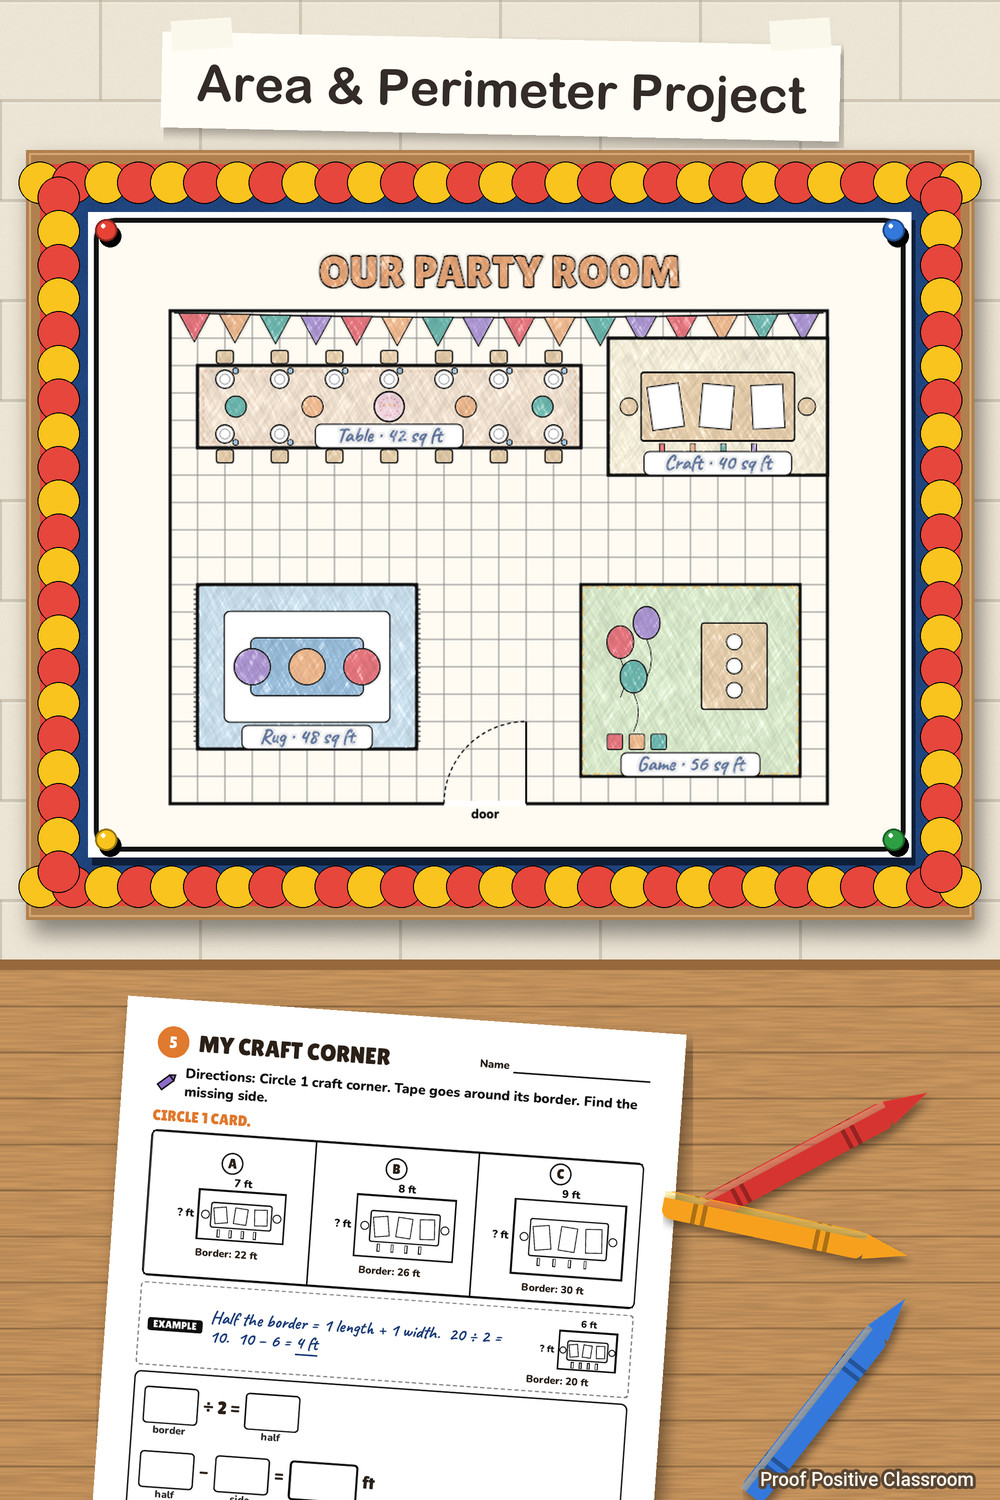 Area & Perimeter Project
OUR PARTY ROOM
Table · 42 sq ft
Craft · 40 sq ft
Rug · 48 sq ft
Game · 56 sq ft
door
5 MY CRAFT CORNER
Name
Directions: Circle 1 craft corner. Tape goes around its border. Find the
missing side.
CIRCLE 1 CARD.
A
7 ft
? ft
Border: 22 ft
B
8 ft
? ft
Border: 26 ft
C
9 ft
? ft
Border: 30 ft
EXAMPLE
Half the border = 1 length + 1 width. 20 ÷ 2 =
10. 10 − 6 = 4 ft
6 ft
? ft
Border: 20 ft
÷ 2 =
border half
− = ft
half side
Proof Positive Classroom